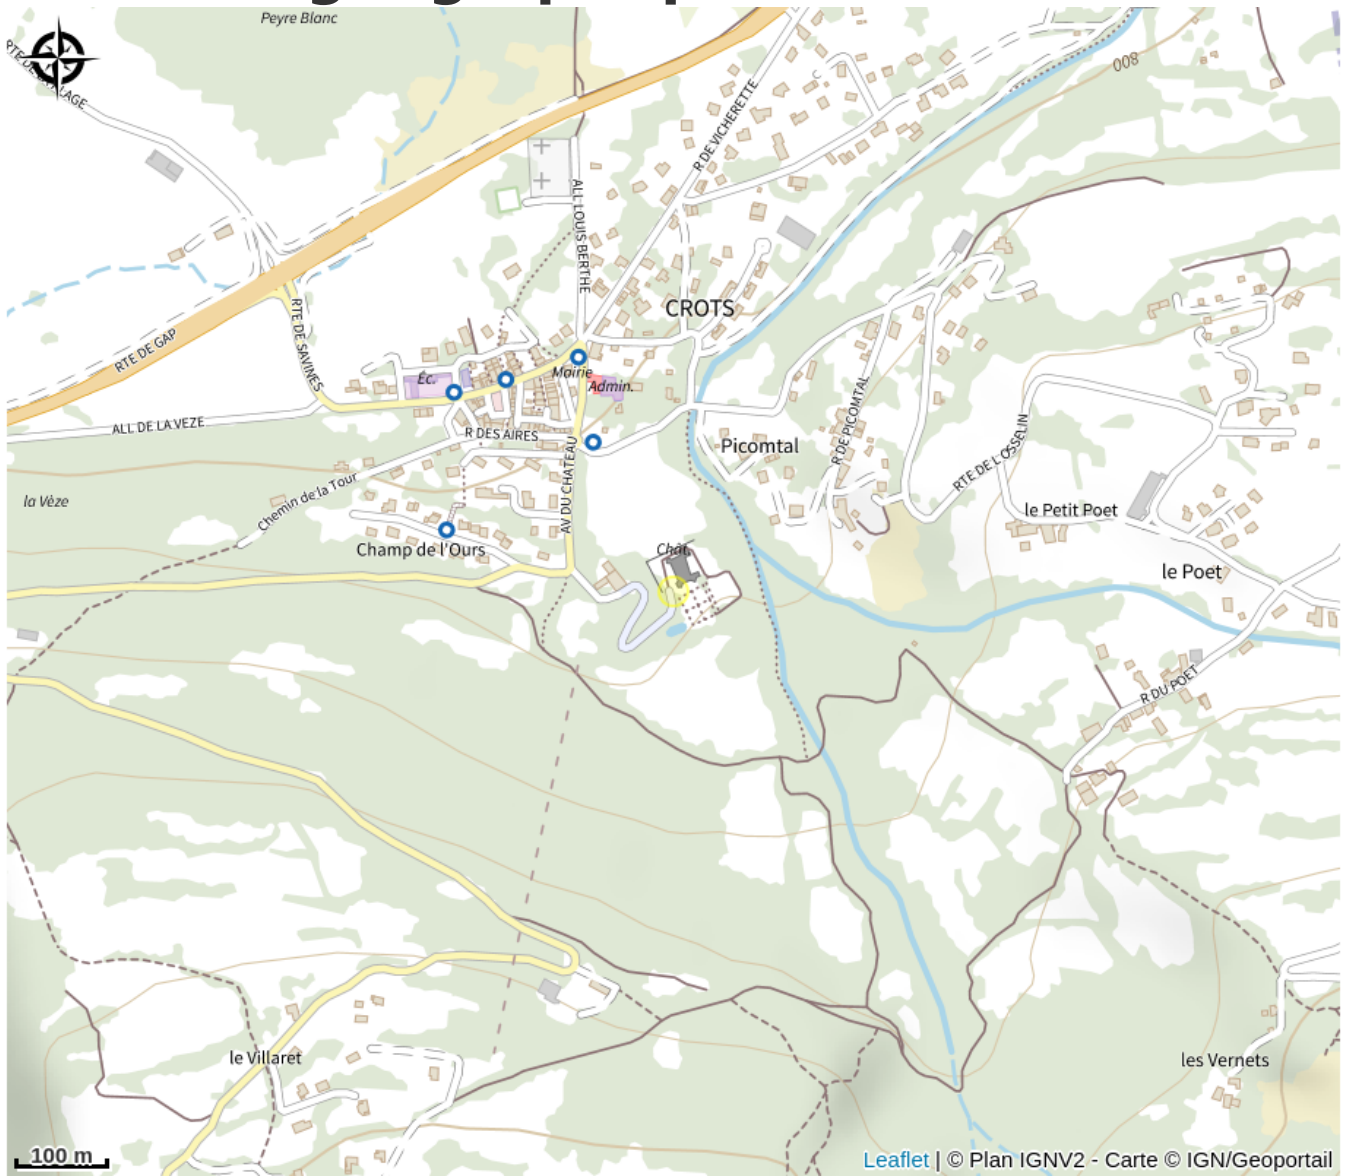 Peyre Blanc
800
R DE VICHERETTE
ALL LOUIS BERTHE
CROTS
RTE DE SAVINES
RTE DE GAP
Mairie
Éc.
Admin.
ALL DE LA VEZE
R DES AIRES
R DE PICOMTAL
Picomtal
RTE DE L OSSELIN
AV DU CHATEAU
la Vèze
Chemin de la Tour
le Petit Poet
Champ de l'Ours
Chât.
le Poet
R DU POET
le Villaret
les Vernets
100 m
Leaflet | © Plan IGNV2 - Carte © IGN/Geoportail